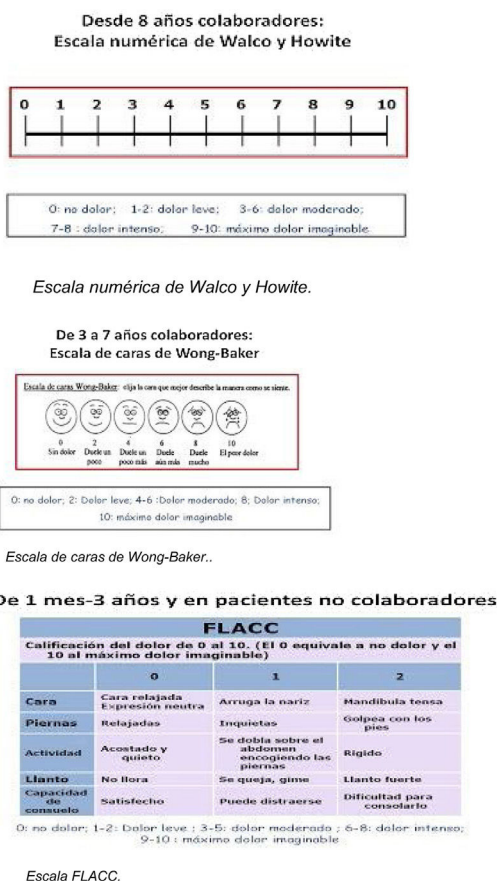 Desde 8 años colaboradores:
Escala numérica de Walco y Howite
0 1 2 3 4 5 6 7 8 9 10
0: no dolor; 1-2: dolor leve; 3-6: dolor moderado;
7-8 : dolor intenso; 9-10: máximo dolor imaginable
Escala numérica de Walco y Howite.
De 3 a 7 años colaboradores:
Escala de caras de Wong-Baker
Escala de caras Wong-Baker: elija la cara que mejor describe la manera como se siente.
0 2 4 6 8 10
Sin dolor Duele un Duele un Duele Duele El peor dolor
poco poco más aún más mucho
0: no dolor; 2: Dolor leve; 4-6 :Dolor moderado; 8; Dolor intenso;
10: máximo dolor imaginable
Escala de caras de Wong-Baker..
De 1 mes-3 años y en pacientes no colaboradores
FLACC
Calificación del dolor de 0 al 10. (El 0 equivale a no dolor y el
10 al máximo dolor imaginable)
0 1 2
Cara Cara relajada Arruga la nariz Mandíbula tensa
Expresión neutra
Piernas Relajadas Inquietas Golpea con los
pies
Actividad Acostado y Se dobla sobre el Rígido
quieto abdomen
encogiendo las
piernas
Llanto No llora Se queja, gime Llanto fuerte
Capacidad Satisfecho Puede distraerse Dificultad para
de consolarlo
consuelo
0: no dolor; 1-2: Dolor leve ; 3-5: dolor moderado ; 6-8: dolor intenso;
9-10 : máximo dolor imaginable
Escala FLACC.